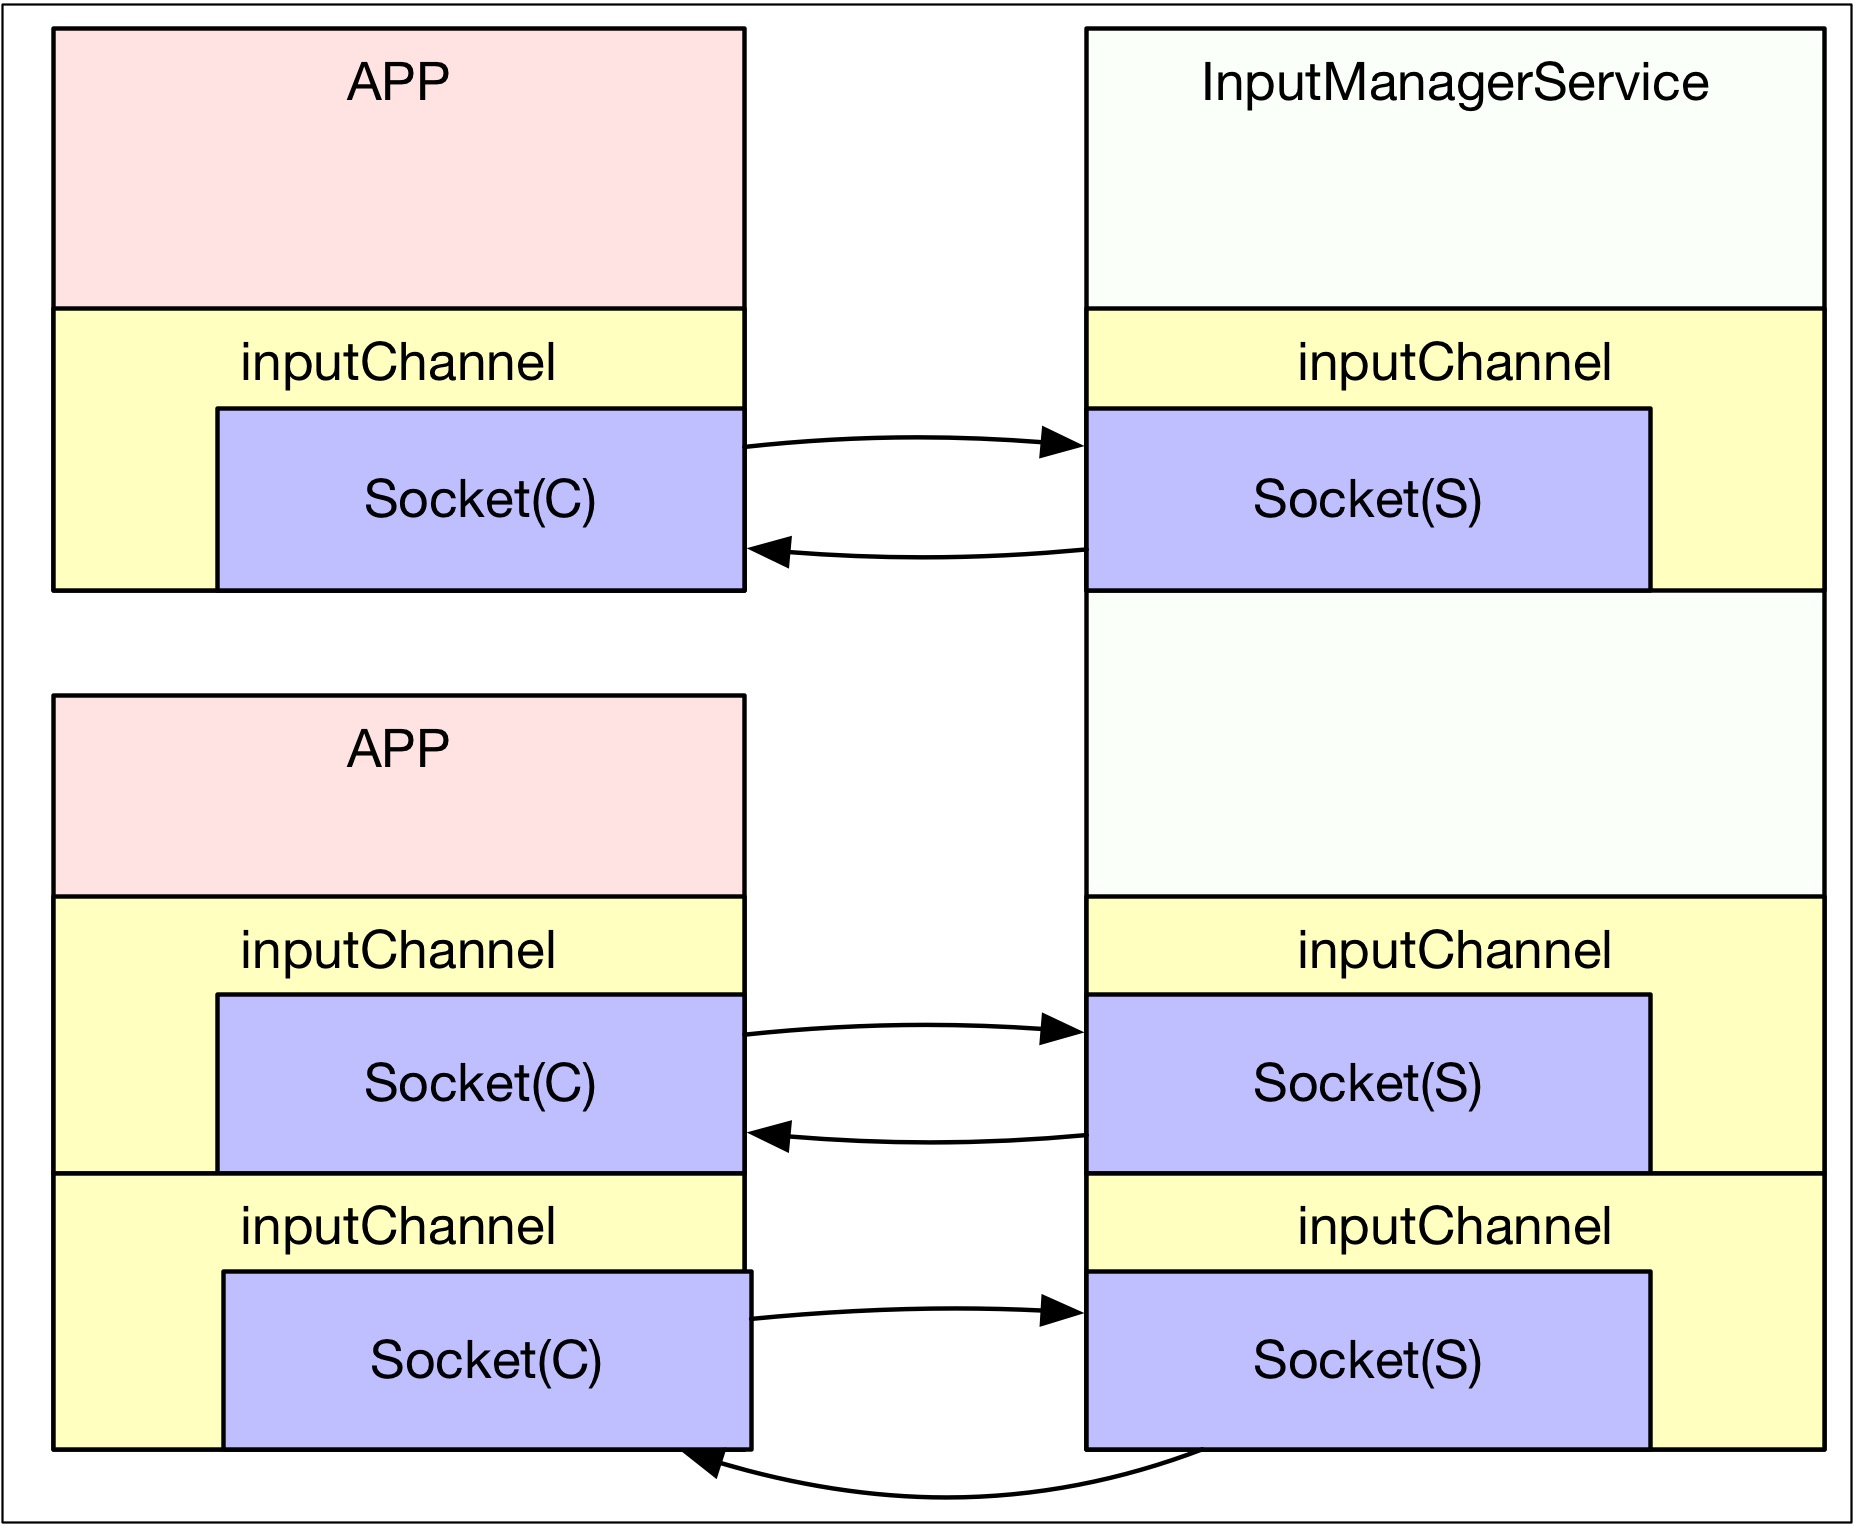 APP
InputManagerService
inputChannel
inputChannel
Socket(C)
Socket(S)
APP
inputChannel
inputChannel
Socket(C)
Socket(S)
inputChannel
inputChannel
Socket(C)
Socket(S)